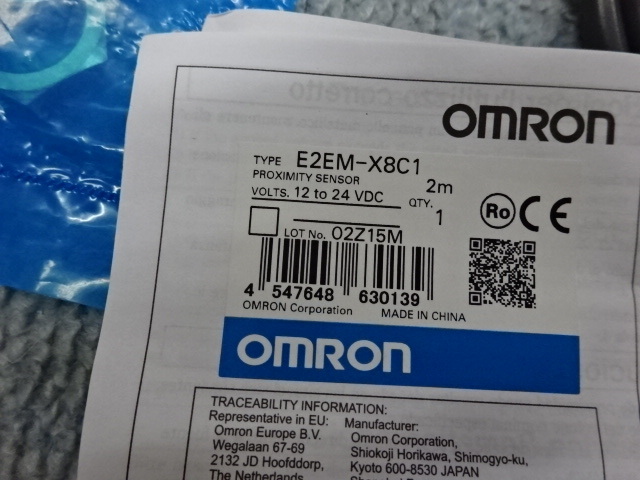 OMRON
TYPE E2EM-X8C1
PROXIMITY SENSOR 2m
VOLTS. 12 to 24 VDC QTY.
1
LOT No. 02Z15M
Ro CE
4 547648 630139
OMRON Corporation MADE IN CHINA
OMRON
TRACEABILITY INFORMATION:
Representative in EU: Manufacturer:
Omron Europe B.V. Omron Corporation,
Wegalaan 67-69 Shiokoji Horikawa, Shimogyo-ku,
2132 JD Hoofddorp, Kyoto 600-8530 JAPAN
The Netherlands